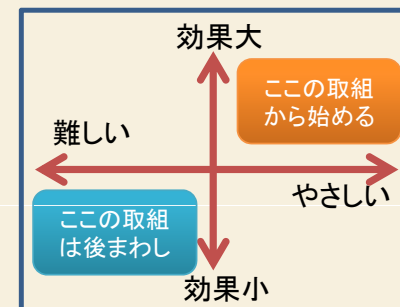 効果大
ここの取組
から始める
難しい
やさしい
ここの取組
は後まわし
効果小